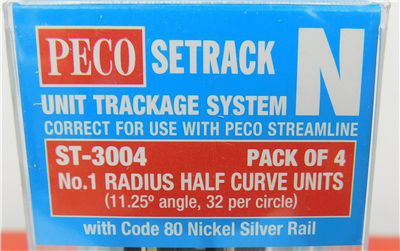 PECO SETRACK N
UNIT TRACKAGE SYSTEM
CORRECT FOR USE WITH PECO STREAMLINE
ST-3004 PACK OF 4
No.1 RADIUS HALF CURVE UNITS
(11.25º angle, 32 per circle)
with Code 80 Nickel Silver Rail